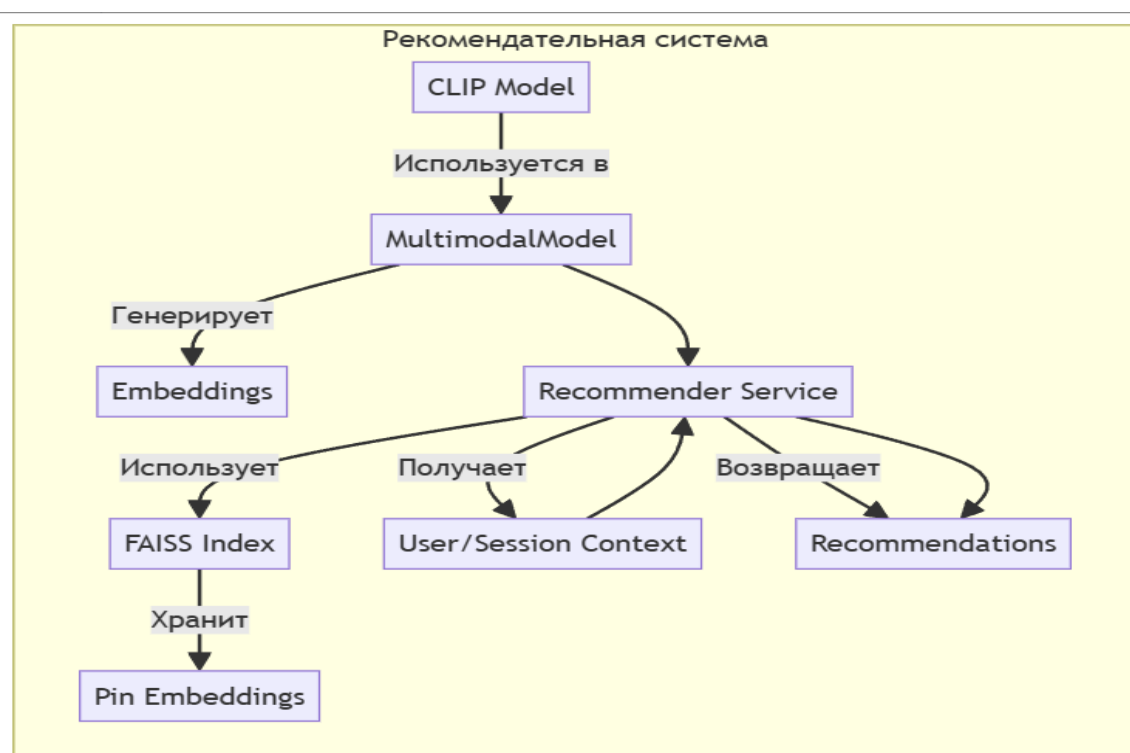 Рекомендательная система
CLIP Model
Используется в
MultimodalModel
Генерирует
Embeddings
Recommender Service
Использует
Получает
Возвращает
FAISS Index
User/Session Context
Recommendations
Хранит
Pin Embeddings